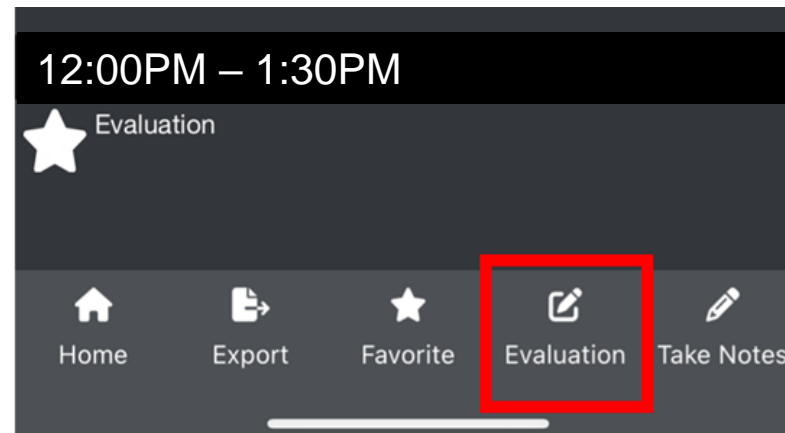 12:00PM – 1:30PM
Evaluation
Home Export Favorite Evaluation Take Notes